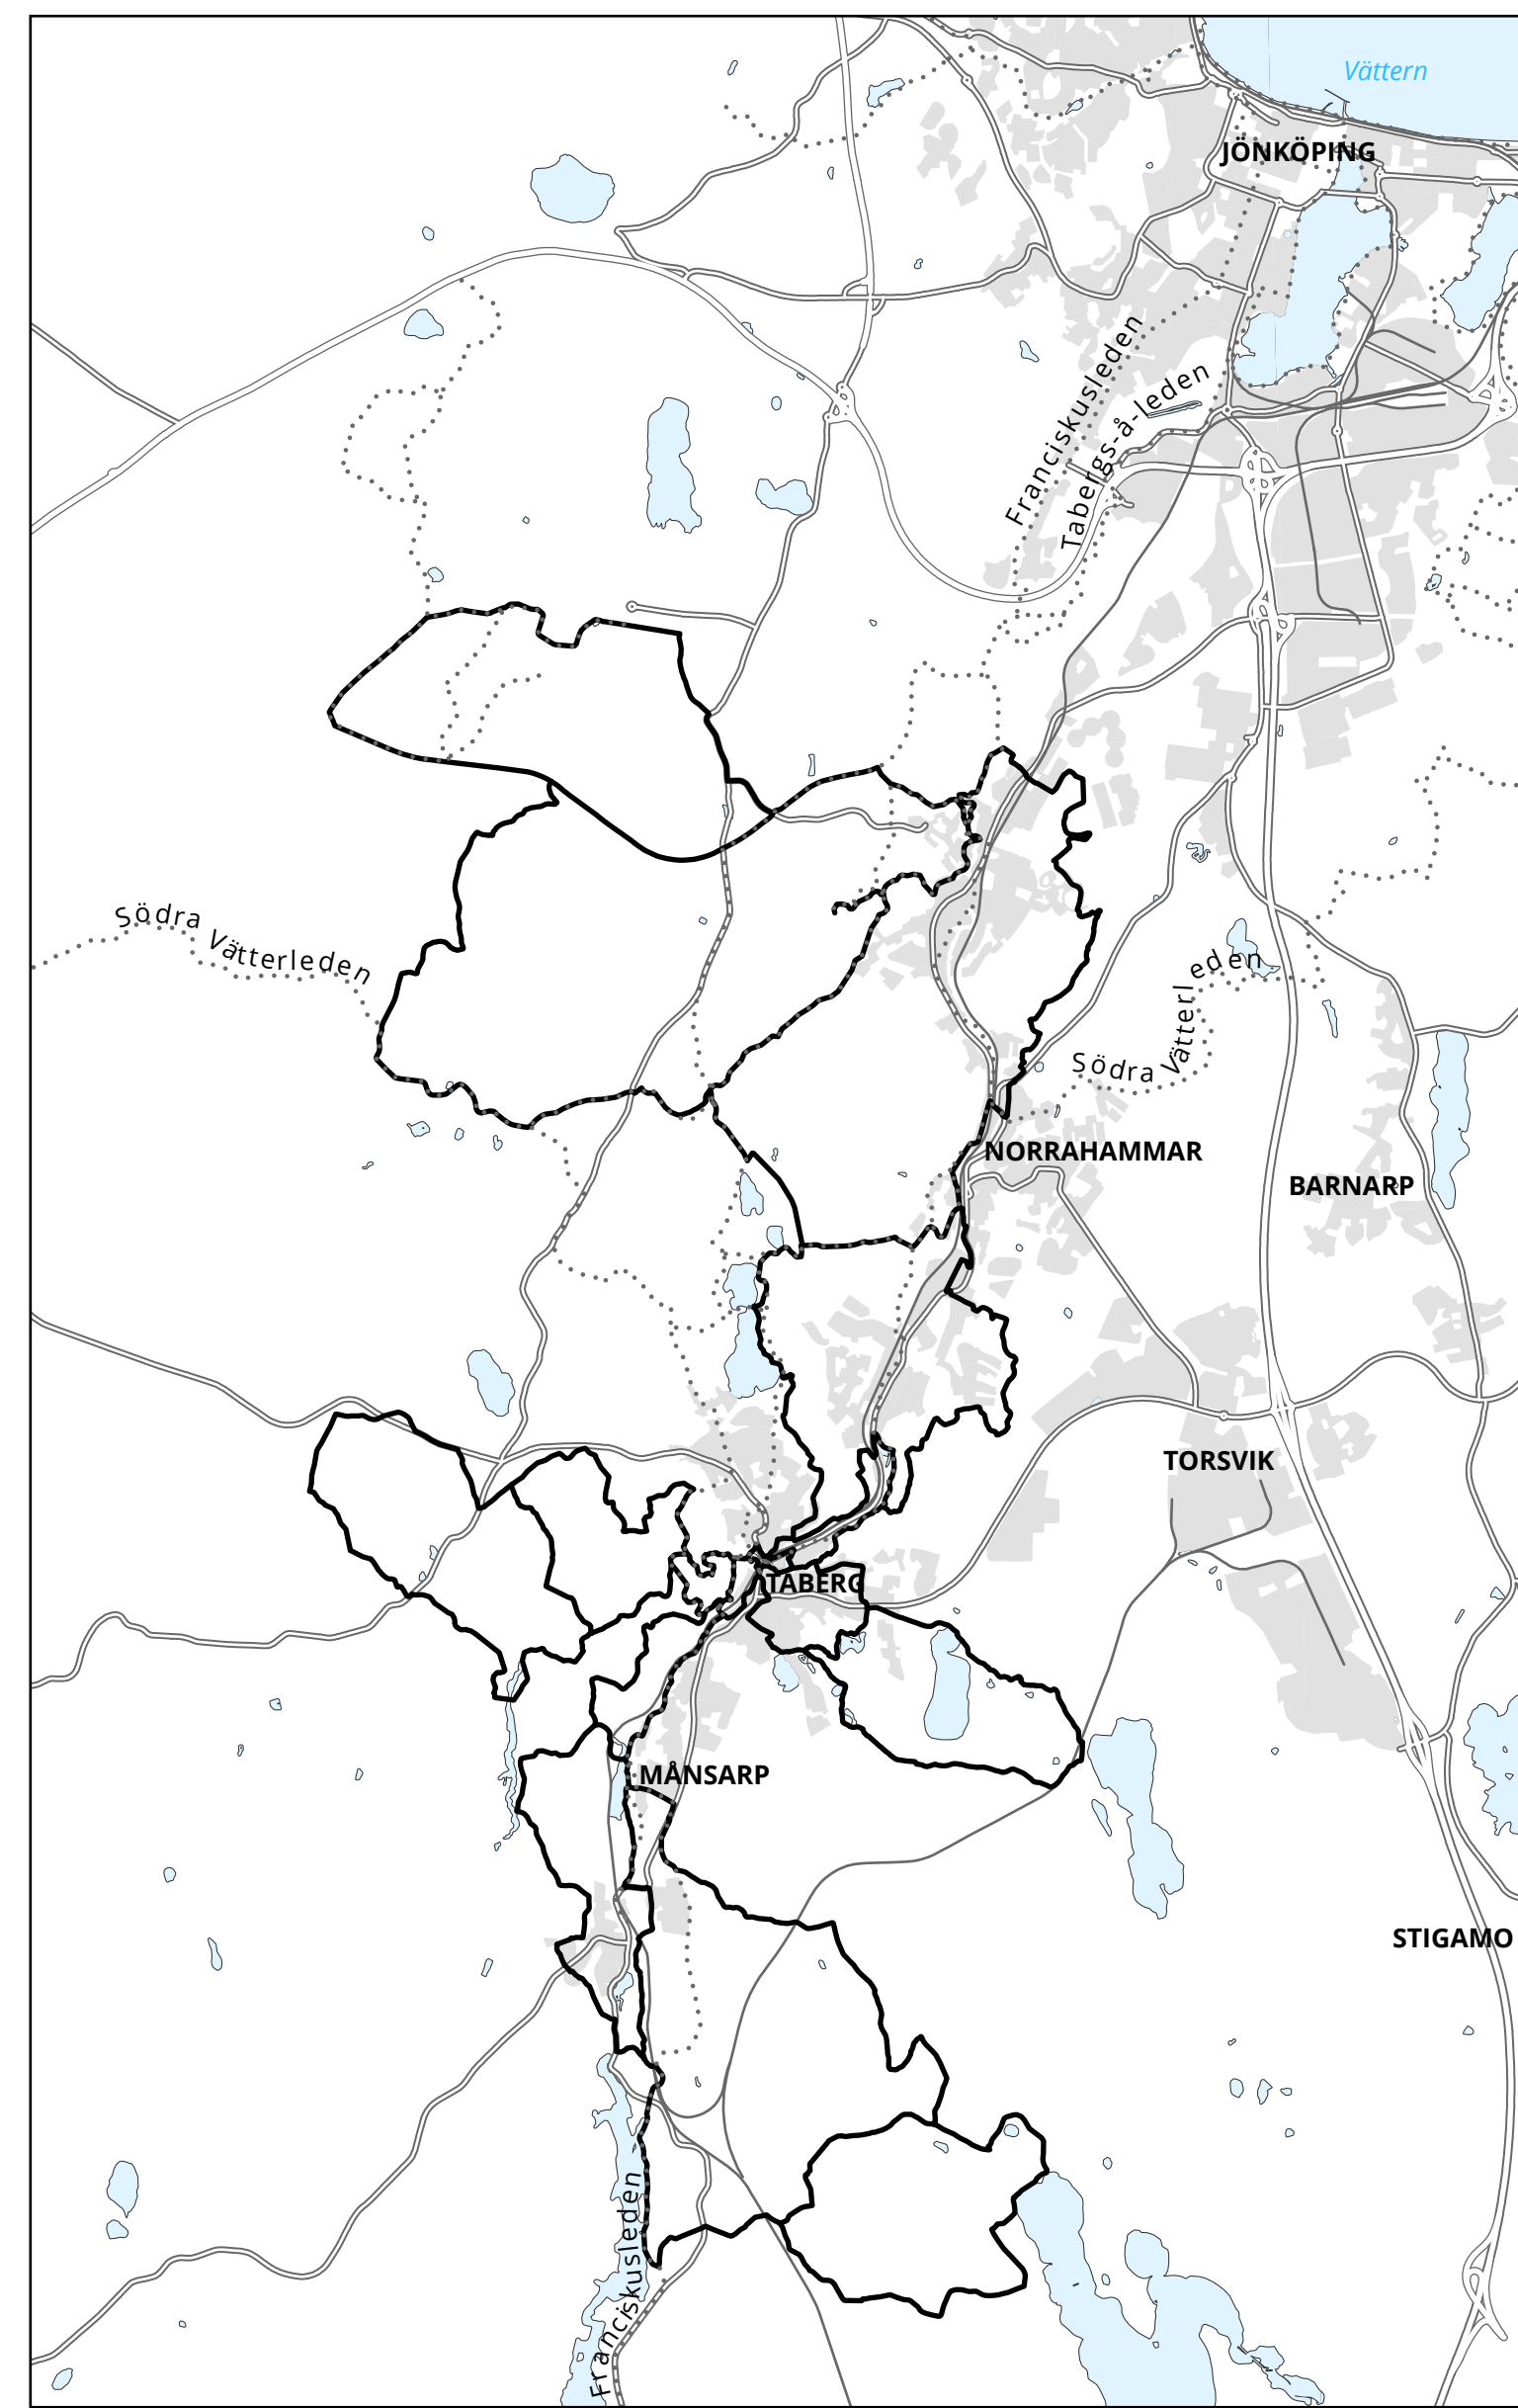 Vättern
JÖNKÖPING
Franciskusleden
Tabergs-å-leden
Södra Vätterleden
Södra Vätterleden
NORRAHAMMAR
BARNARP
TORSVIK
TABERG
MÅNSARP
STIGAMO
Franciskusleden